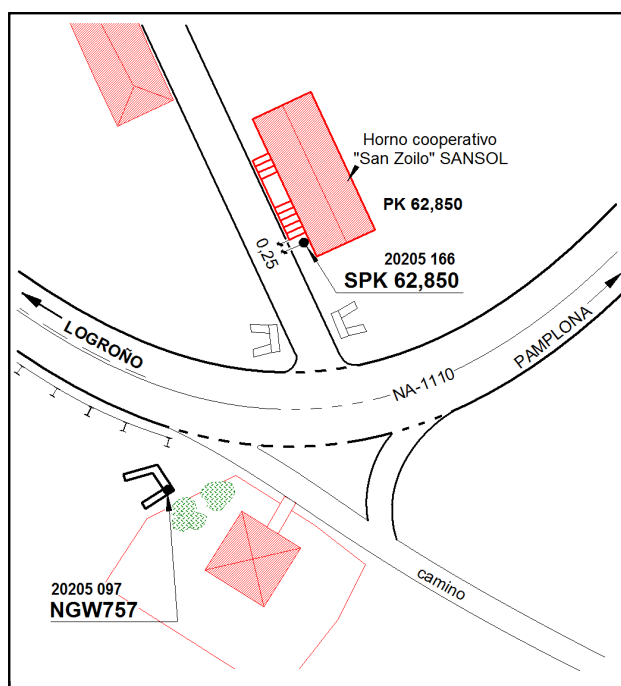 Horno cooperativo
"San Zoilo" SANSOL
PK 62,850
0,25
20205 166
SPK 62,850
LOGROÑO
PAMPLONA
NA-1110
20205 097
NGW757
camino